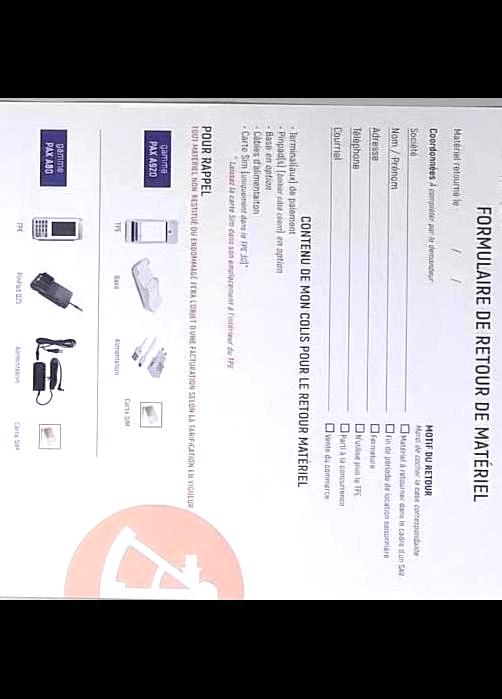 FORMULAIRE DE RETOUR DE MATÉRIEL
Matériel retourné le : / /
Coordonnées À compléter par le demandeur
Société
Nom / Prénom
Adresse
Téléphone
Courriel
MOTIF DU RETOUR
Merci de cocher la case correspondante
Matériel à retourner dans le cadre d'un SAV
Fin de période de location saisonnière
Fermeture
N'utilise plus le TPE
Parti à la concurrence
Vente du commerce
CONTENU DE MON COLIS POUR LE RETOUR MATÉRIEL
- Terminal(aux) de paiement
- Pinpad(s) (boîtier côté client) en option
- Base en option
- Câbles d'alimentation
- Carte Sim (uniquement dans le TPE 3G)*
* Laissez la carte Sim dans son emplacement à l'intérieur du TPE
POUR RAPPEL
TOUT MATÉRIEL NON RESTITUÉ OU ENDOMMAGÉ FERA L'OBJET D'UNE FACTURATION SELON LA TARIFICATION EN VIGUEUR
gamme
PAX A920
TPE
Base
Alimentation
Carte SIM
gamme
PAX A80
TPE
PinPad Q25
Alimentation
Carte SIM